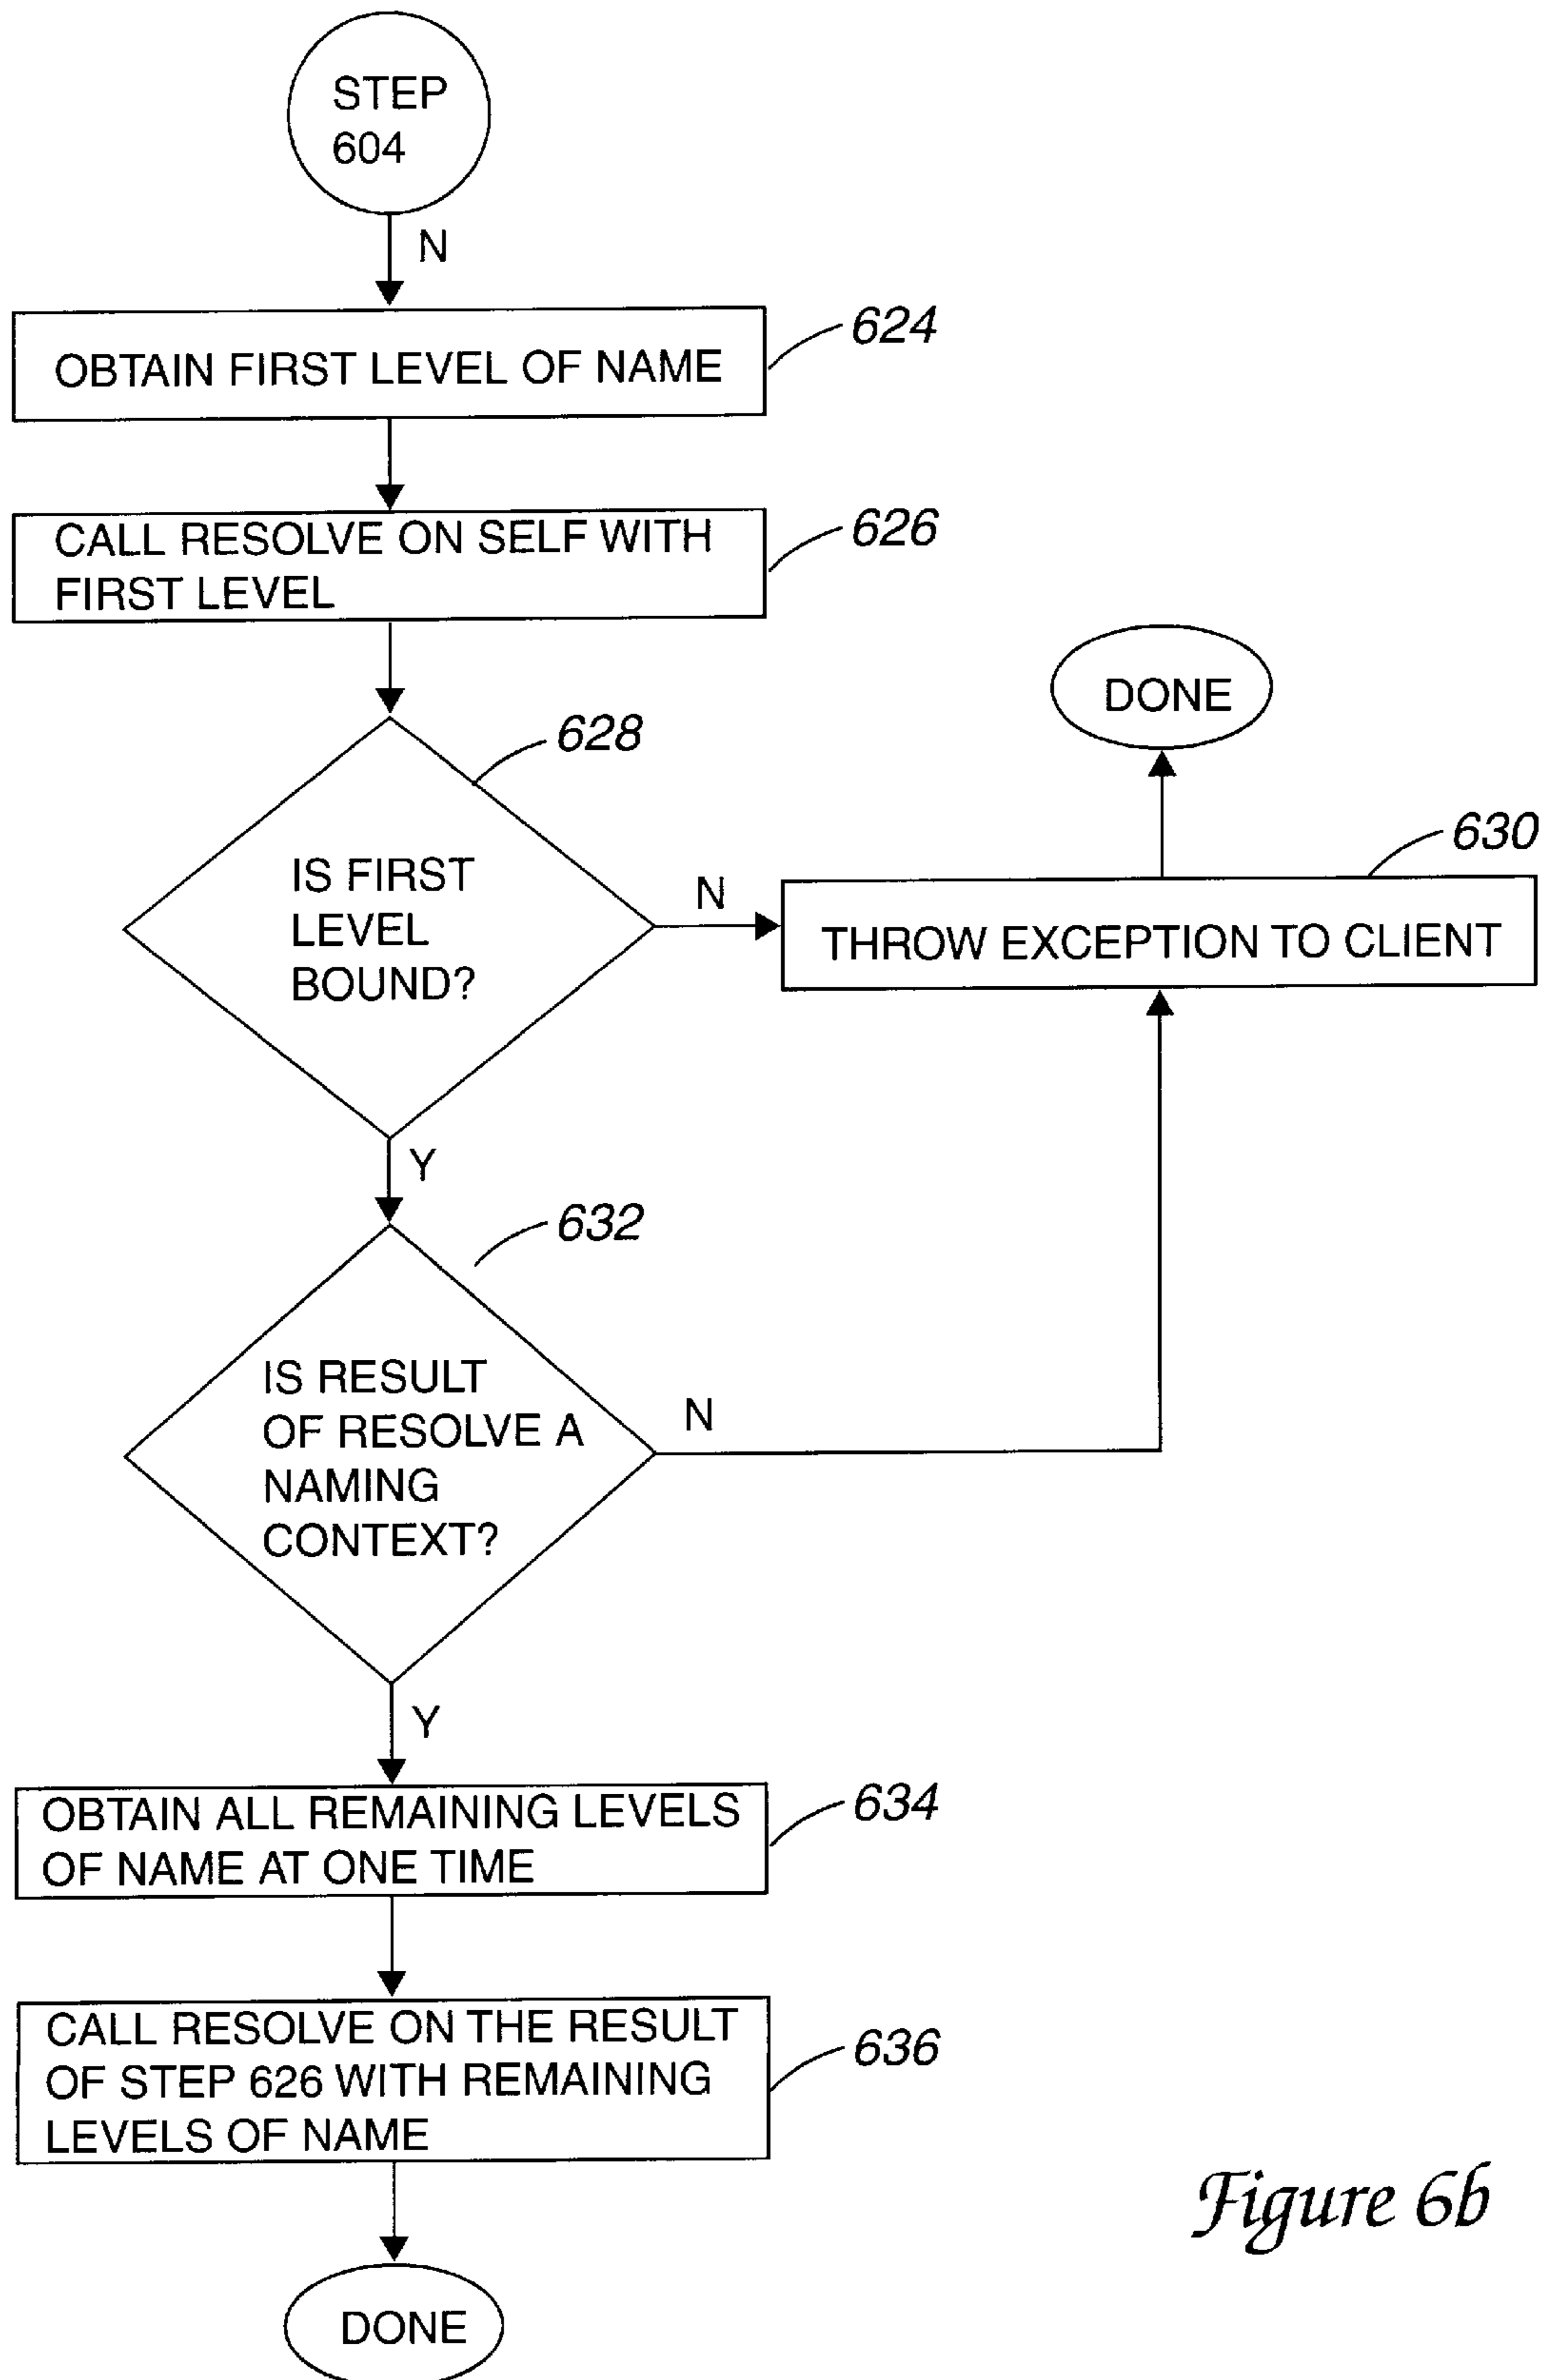 STEP
604
N
OBTAIN FIRST LEVEL OF NAME
624
CALL RESOLVE ON SELF WITH
FIRST LEVEL
626
DONE
628
IS FIRST
LEVEL
BOUND?
N
630
THROW EXCEPTION TO CLIENT
Y
632
IS RESULT
OF RESOLVE A
NAMING
CONTEXT?
N
Y
OBTAIN ALL REMAINING LEVELS
OF NAME AT ONE TIME
634
CALL RESOLVE ON THE RESULT
OF STEP 626 WITH REMAINING
LEVELS OF NAME
636
DONE
Figure 6b